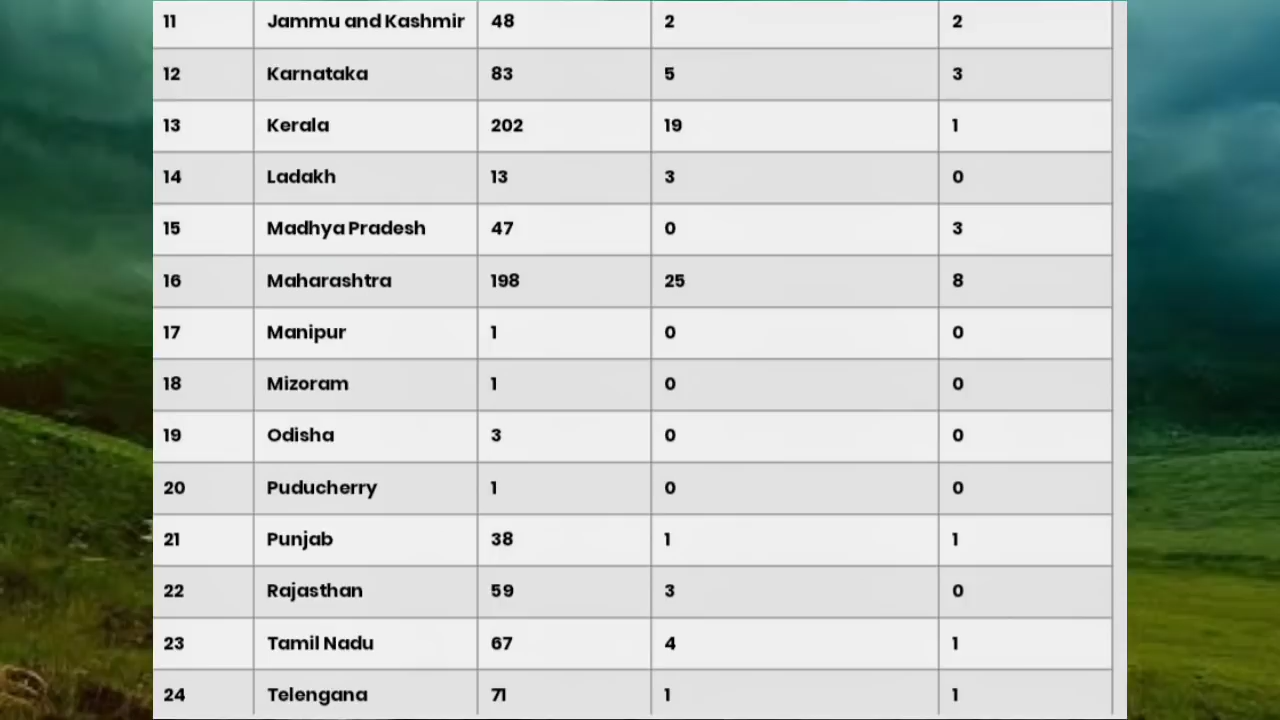 11 Jammu and Kashmir 48 2 2
12 Karnataka 83 5 3
13 Kerala 202 19 1
14 Ladakh 13 3 0
15 Madhya Pradesh 47 0 3
16 Maharashtra 198 25 8
17 Manipur 1 0 0
18 Mizoram 1 0 0
19 Odisha 3 0 0
20 Puducherry 1 0 0
21 Punjab 38 1 1
22 Rajasthan 59 3 0
23 Tamil Nadu 67 4 1
24 Telengana 71 1 1